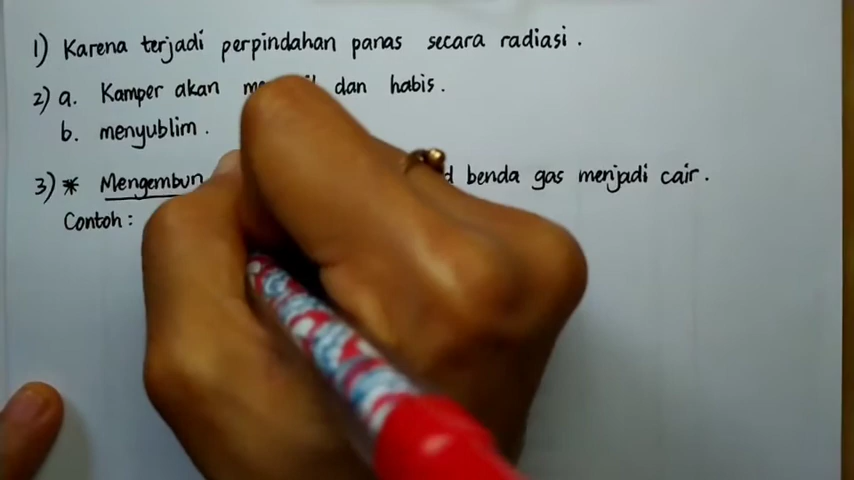 1) Karena terjadi perpindahan panas secara radiasi.
2) a. Kamper akan dan habis.
b. menyublim.
3) * Mengembun benda gas menjadi cair.
Contoh: